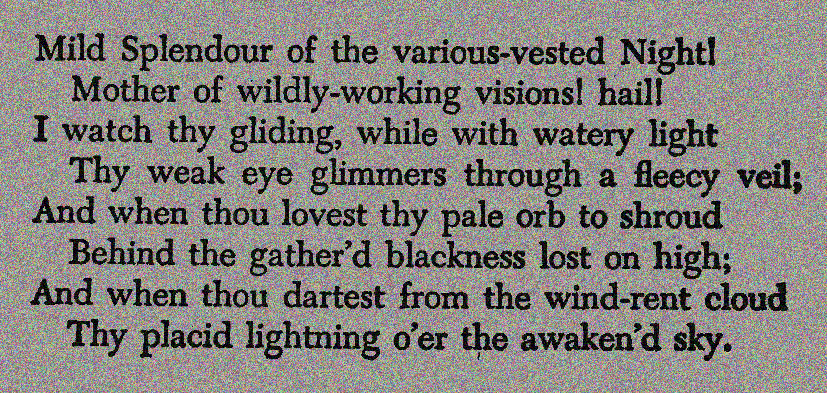 Mild Splendour of the various-vested Night!
Mother of wildly-working visions! hail!
I watch thy gliding, while with watery light
Thy weak eye glimmers through a fleecy veil;
And when thou lovest thy pale orb to shroud
Behind the gather'd blackness lost on high;
And when thou dartest from the wind-rent cloud
Thy placid lightning o'er the awaken'd sky.